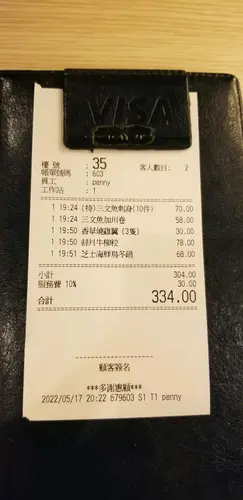 VISA
檯號 : 35 客人數目: 2
帳單號碼 : 603
員工 : penny
工作站 : 1
1 19:24 (特)三文魚刺身(10件) 70.00
1 19:24 三文魚加州卷 58.00
1 19:50 香草燒雞翼 (3隻) 30.00
1 19:50 牛柳粒 78.00
1 19:51 芝士海鮮烏冬鍋 68.00
小計 304.00
服務費 10% 30.00
合計 334.00
顧客簽名
***多謝惠顧***
2022/05/17 20:22 679603 S1 T1 penny